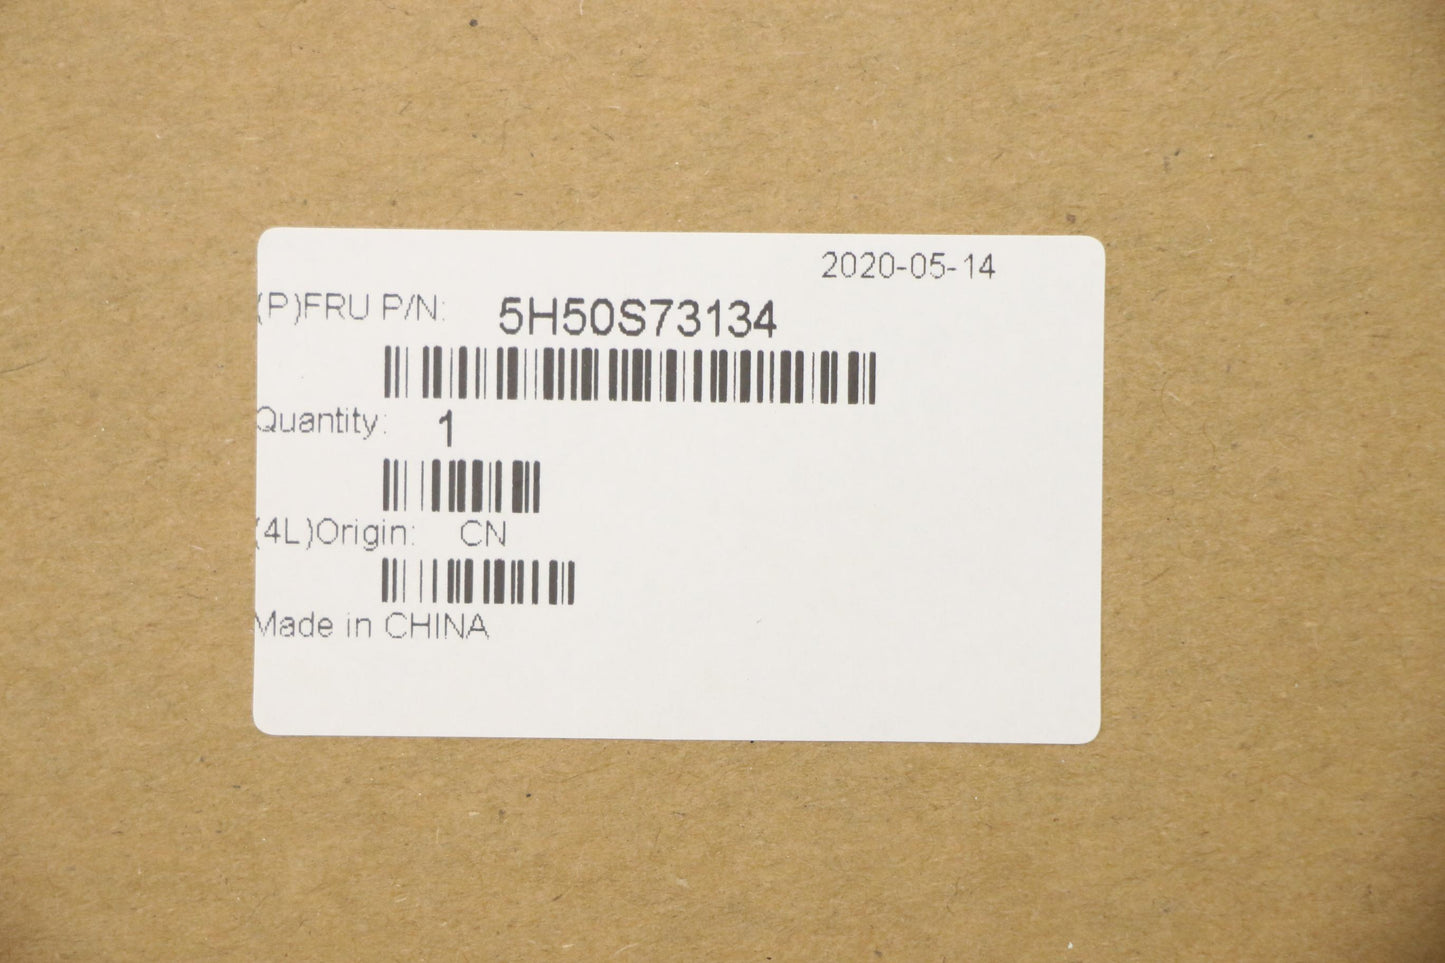 2020-05-14
(P)FRU P/N: 5H50S73134
Quantity: 1
(4L)Origin: CN
Made in CHINA